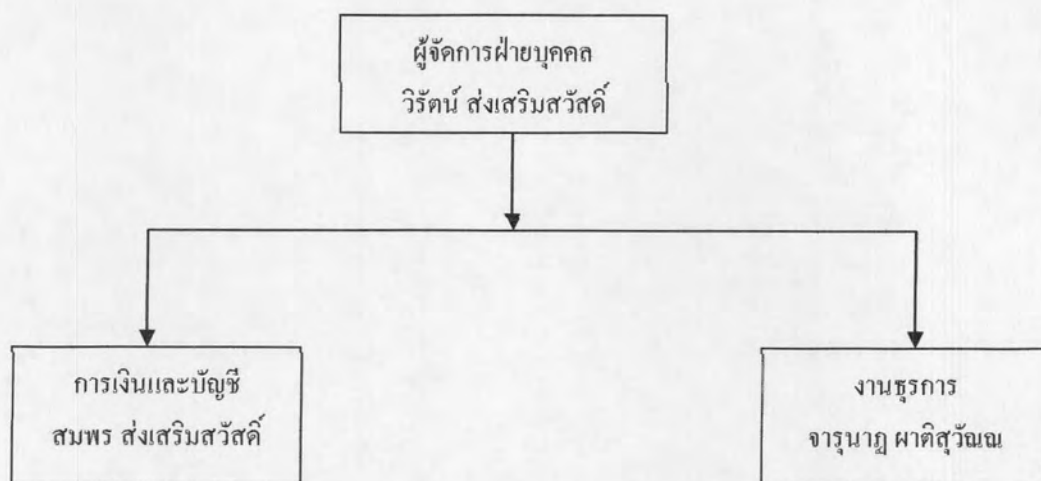 ผู้จัดการฝ่ายบุคคล
วิรัตน์ ส่งเสริมสวัสดิ์
การเงินและบัญชี
สมพร ส่งเสริมสวัสดิ์
งานธุรการ
จารุนาฏ ผาติสุวัณณ